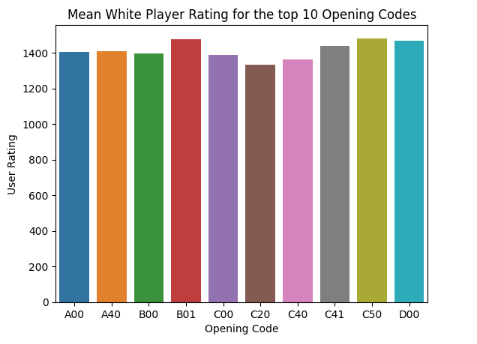 Mean White Player Rating for the top 10 Opening Codes
1400
1200
1000
800
600
400
200
0
User Rating
A00 A40 B00 B01 C00 C20 C40 C41 C50 D00
Opening Code